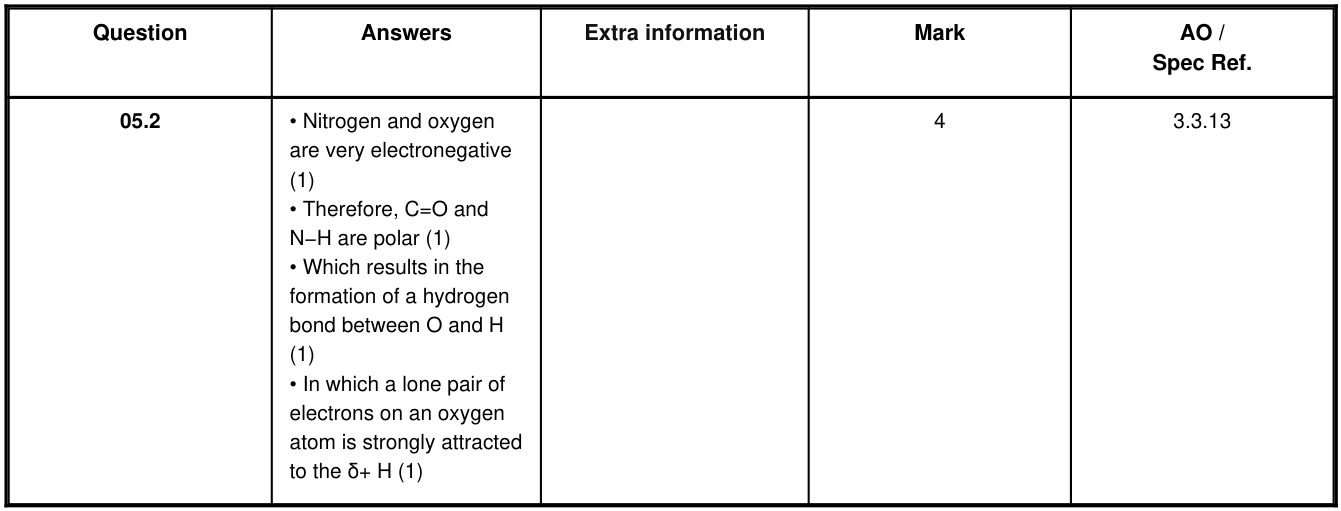 Question Answers Extra information Mark AO /
Spec Ref.
05.2 • Nitrogen and oxygen 4 3.3.13
are very electronegative
(1)
• Therefore, C=O and
N–H are polar (1)
• Which results in the
formation of a hydrogen
bond between O and H
(1)
• In which a lone pair of
electrons on an oxygen
atom is strongly attracted
to the δ+ H (1)